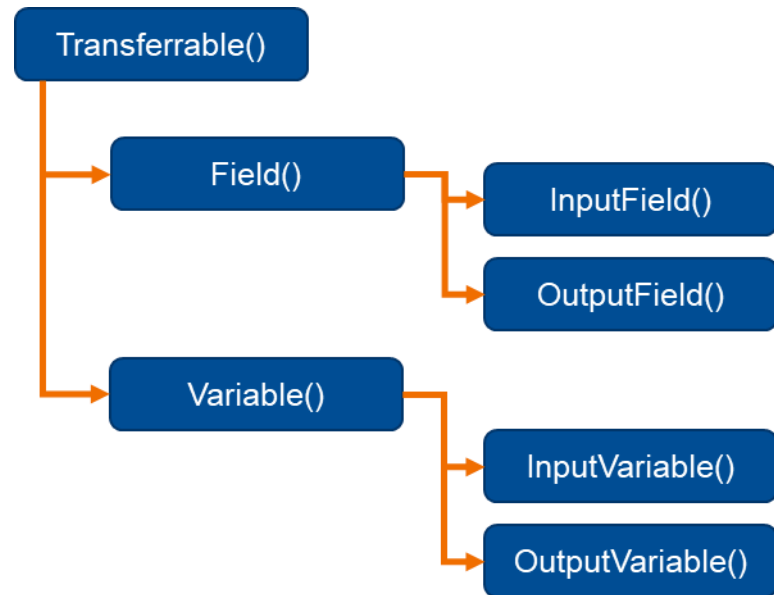 Transferrable()
Field()
InputField()
OutputField()
Variable()
InputVariable()
OutputVariable()